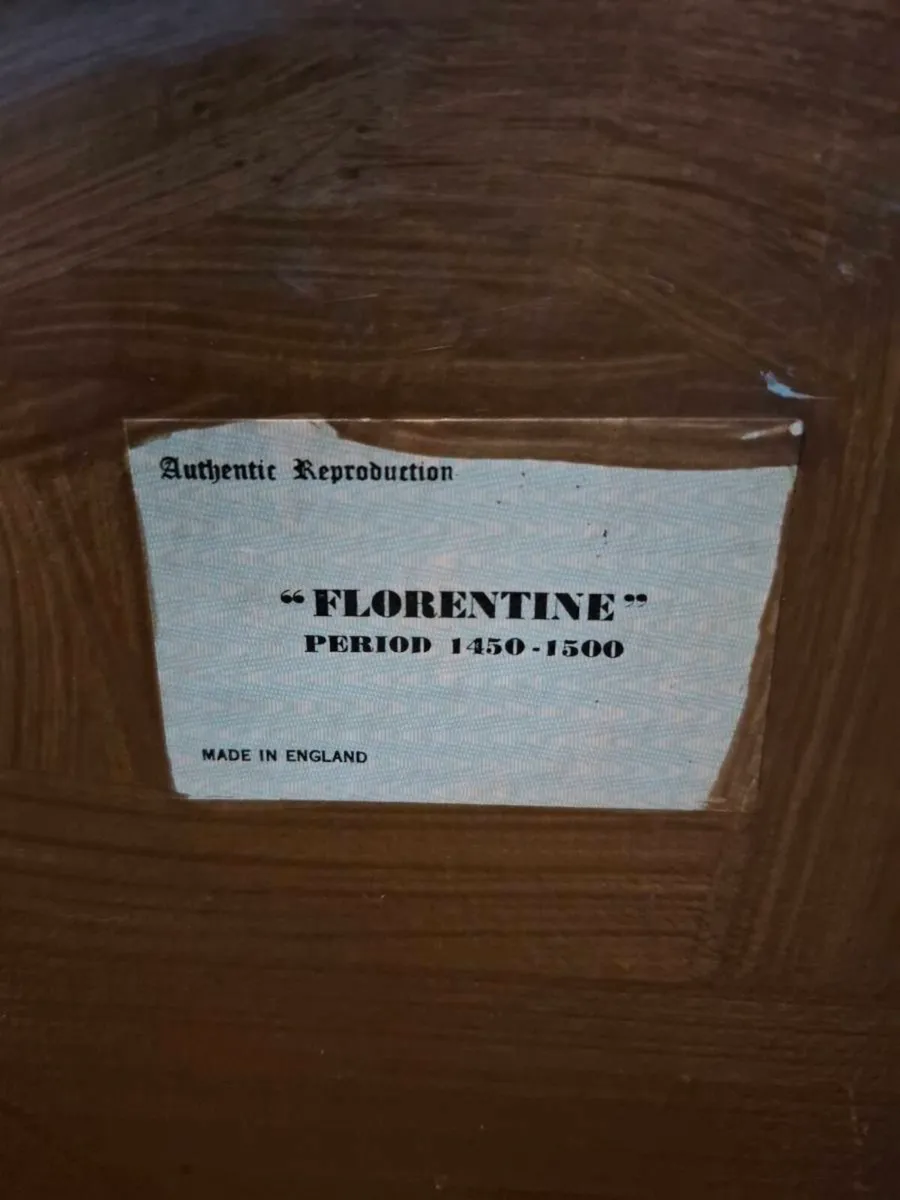 Authentic Reproduction
“FLORENTINE”
PERIOD 1450-1500
MADE IN ENGLAND